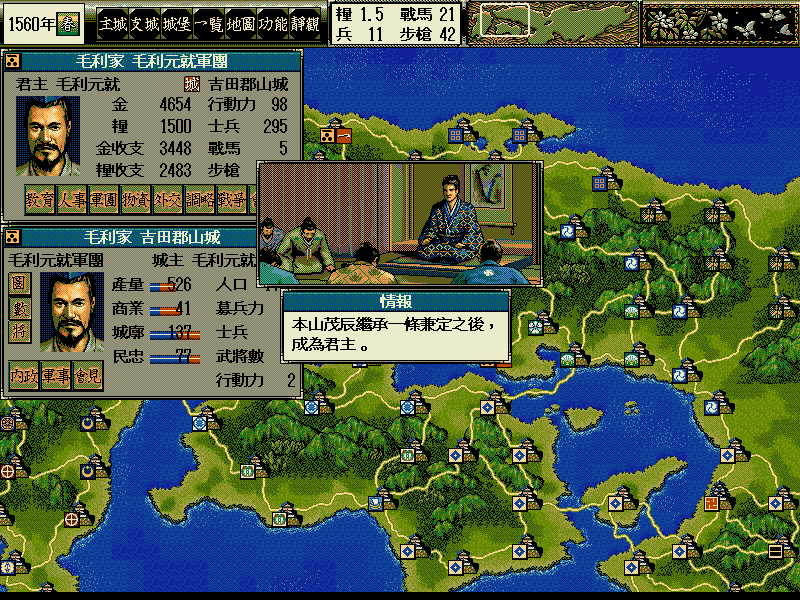 1560年 春
主城 支城 城堡 一覧 地圖 功能 靜觀
糧 1.5 戰馬 21
兵 11 步槍 42
毛利家 毛利元就軍團
君主 毛利元就 城 吉田郡山城
金 4654 行動力 98
糧 1500 士兵 295
金收支 3448 戰馬 5
糧收支 2483 步槍
教育 人事 軍團 物資 外交 調略 戰爭
毛利家 吉田郡山城
毛利元就軍團 城主 毛利元就
圖 產量 526 人口
數 商業 41 募兵力
將 城廓 137 士兵
民忠 77 武將數
內政 軍事 會見 行動力 2
情報
本山茂辰繼承一條兼定之後，
成為君主。